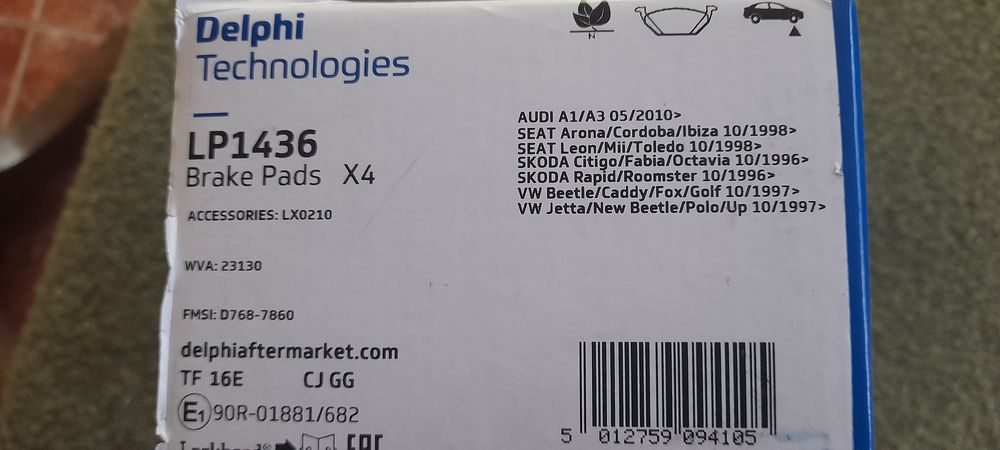 Delphi
Technologies
N
LP1436
Brake Pads X4
ACCESSORIES: LX0210
WVA: 23130
FMSI: D768-7860
delphiaftermarket.com
TF 16E CJ GG
E1 90R-01881/682
AUDI A1/A3 05/2010>
SEAT Arona/Cordoba/Ibiza 10/1998>
SEAT Leon/Mii/Toledo 10/1998>
SKODA Citigo/Fabia/Octavia 10/1996>
SKODA Rapid/Roomster 10/1996>
VW Beetle/Caddy/Fox/Golf 10/1997>
VW Jetta/New Beetle/Polo/Up 10/1997>
5 012759 094105